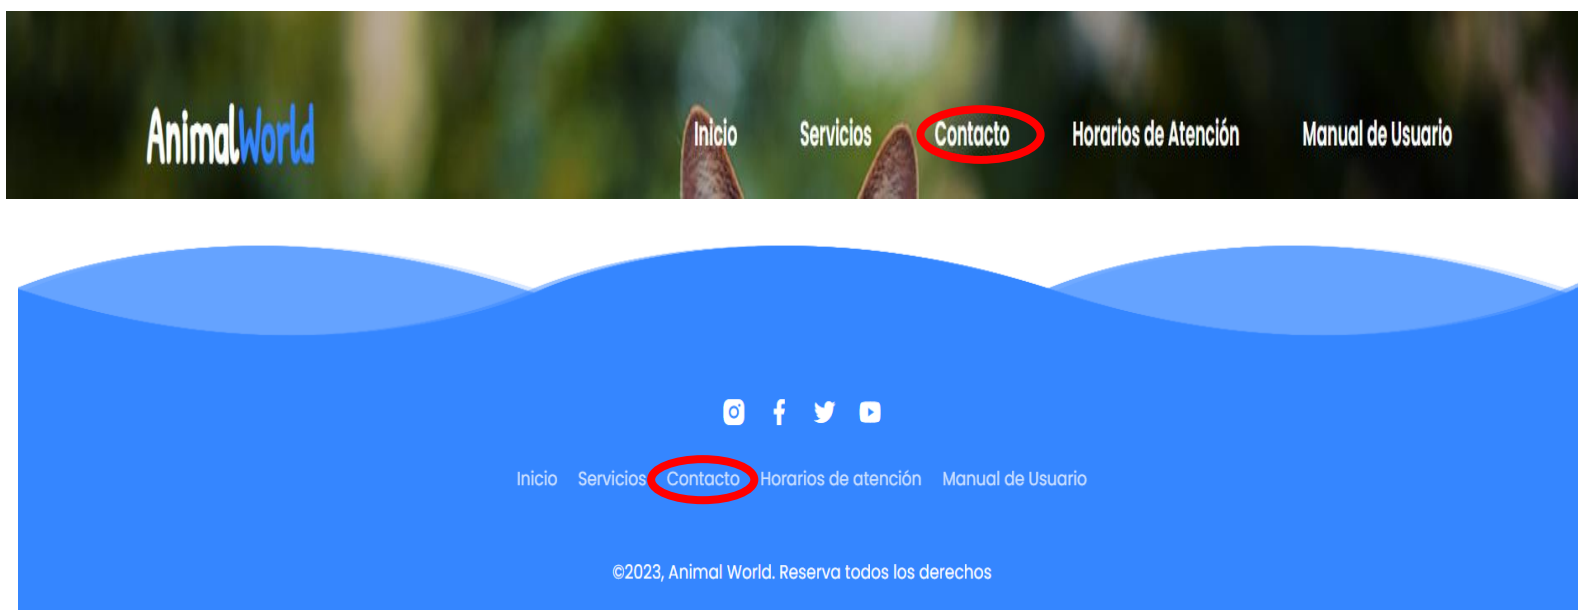 AnimalWorld
Inicio Servicios Contacto Horarios de Atención Manual de Usuario
Inicio Servicios Contacto Horarios de atención Manual de Usuario
©2023, Animal World. Reserva todos los derechos